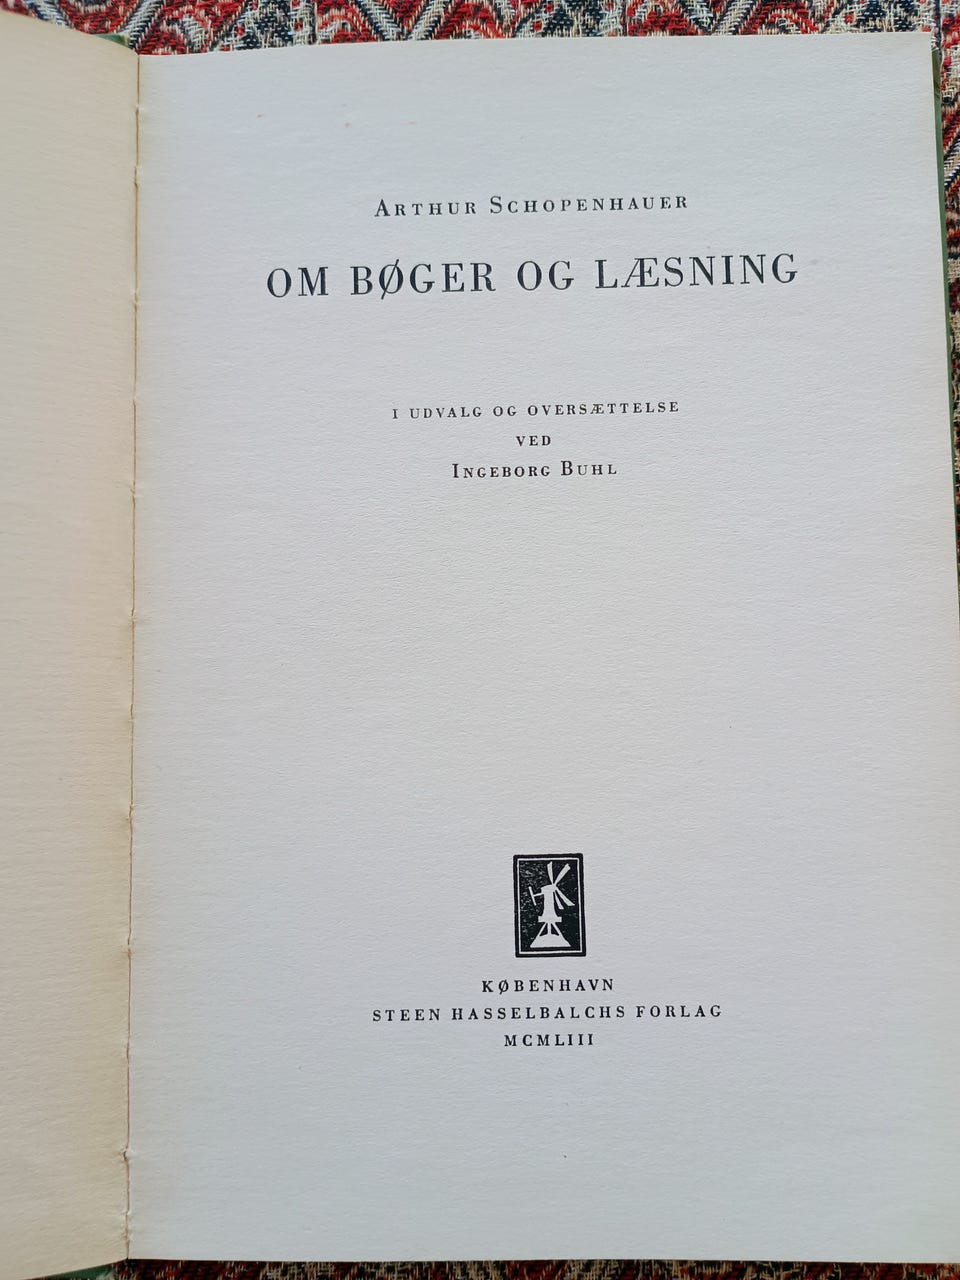 ARTHUR SCHOPENHAUER
OM BØGER OG LÆSNING
I UDVALG OG OVERSÆTTELSE
VED
INGEBORG BUHL
KØBENHAVN
STEEN HASSELBALCHS FORLAG
MCMLIII